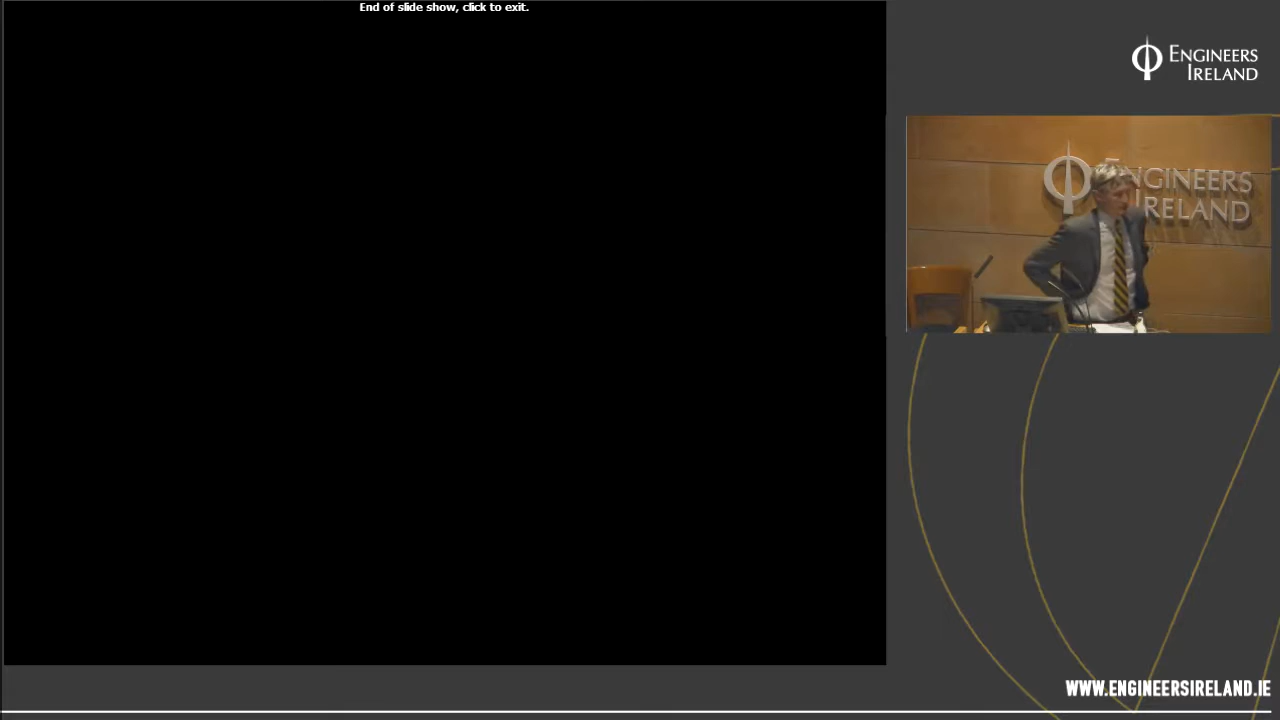 End of slide show, click to exit.
ENGINEERS
IRELAND
ENGINEERS
IRELAND
WWW.ENGINEERSIRELAND.IE